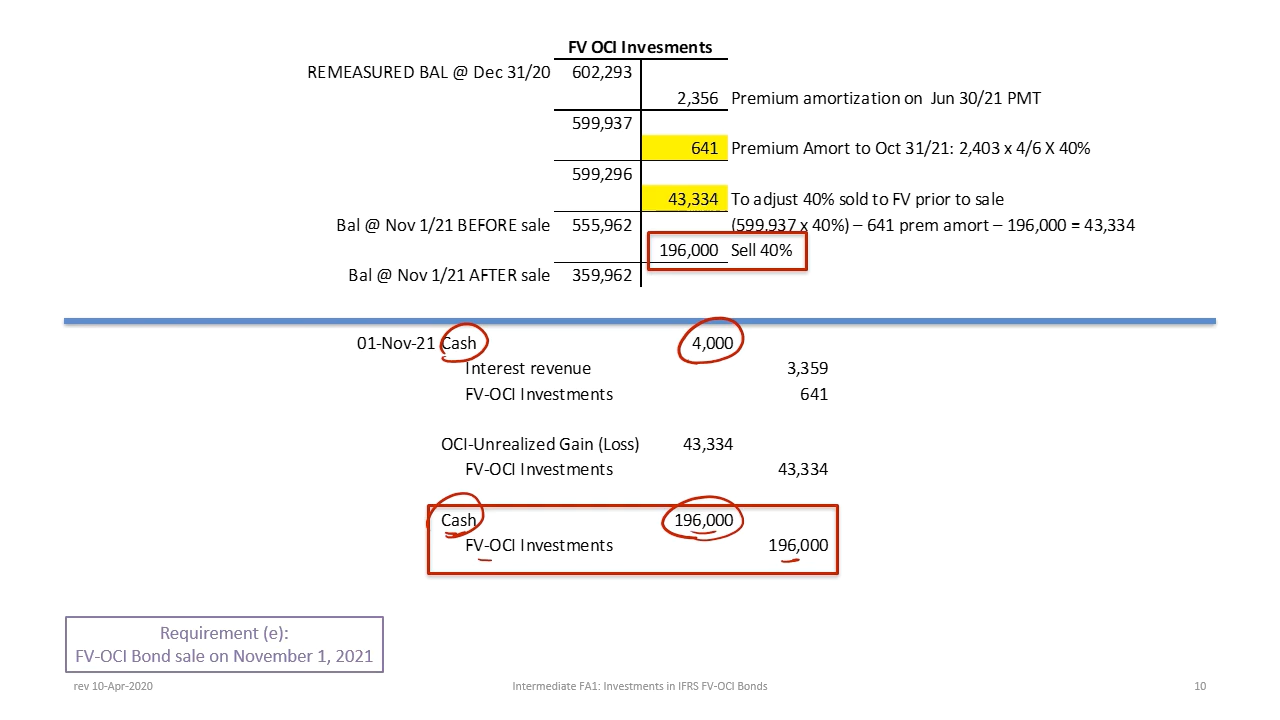 FV OCI Invesments
REMEASURED BAL @ Dec 31/20 602,293
2,356 Premium amortization on Jun 30/21 PMT
599,937
641 Premium Amort to Oct 31/21: 2,403 x 4/6 X 40%
599,296
43,334 To adjust 40% sold to FV prior to sale
Bal @ Nov 1/21 BEFORE sale 555,962 (599,937 x 40%) – 641 prem amort – 196,000 = 43,334
196,000 Sell 40%
Bal @ Nov 1/21 AFTER sale 359,962
01-Nov-21 Cash 4,000
Interest revenue 3,359
FV-OCI Investments 641
OCI-Unrealized Gain (Loss) 43,334
FV-OCI Investments 43,334
Cash 196,000
FV-OCI Investments 196,000
Requirement (e):
FV-OCI Bond sale on November 1, 2021
rev 10-Apr-2020 Intermediate FA1: Investments in IFRS FV-OCI Bonds 10